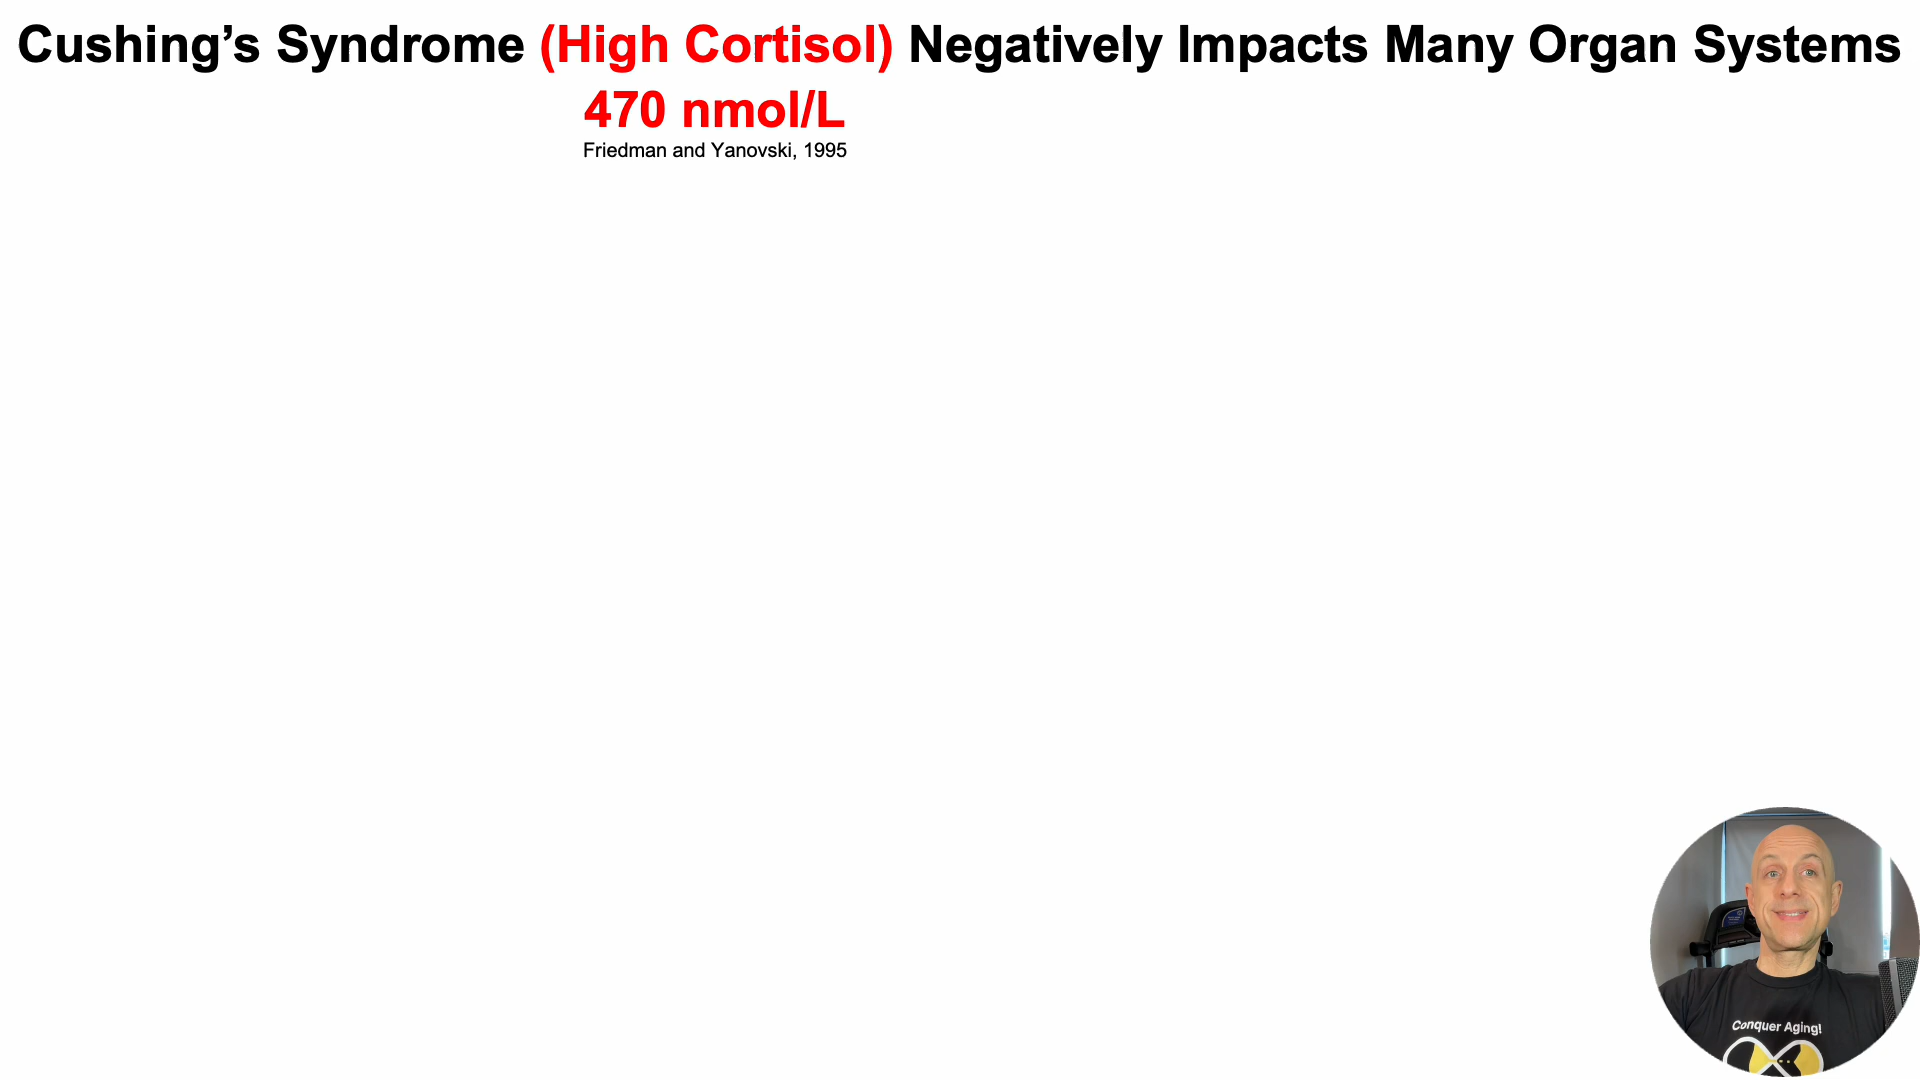 Cushing’s Syndrome (High Cortisol) Negatively Impacts Many Organ Systems
470 nmol/L
Friedman and Yanovski, 1995
Conquer Aging!